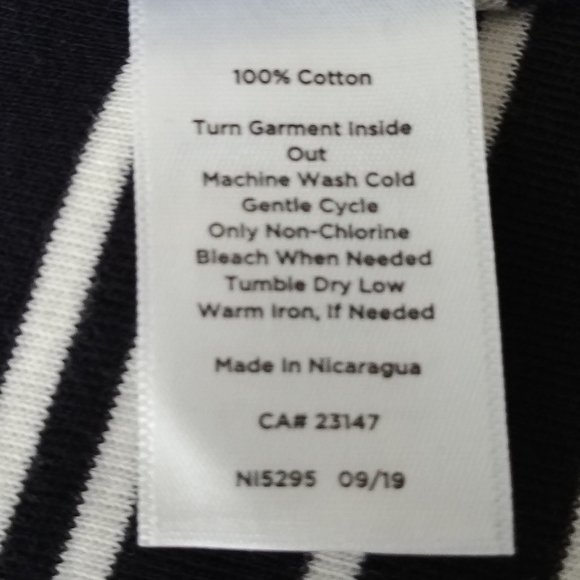 100% Cotton
Turn Garment Inside
Out
Machine Wash Cold
Gentle Cycle
Only Non-Chlorine
Bleach When Needed
Tumble Dry Low
Warm Iron, If Needed
Made In Nicaragua
CA# 23147
NI5295 09/19